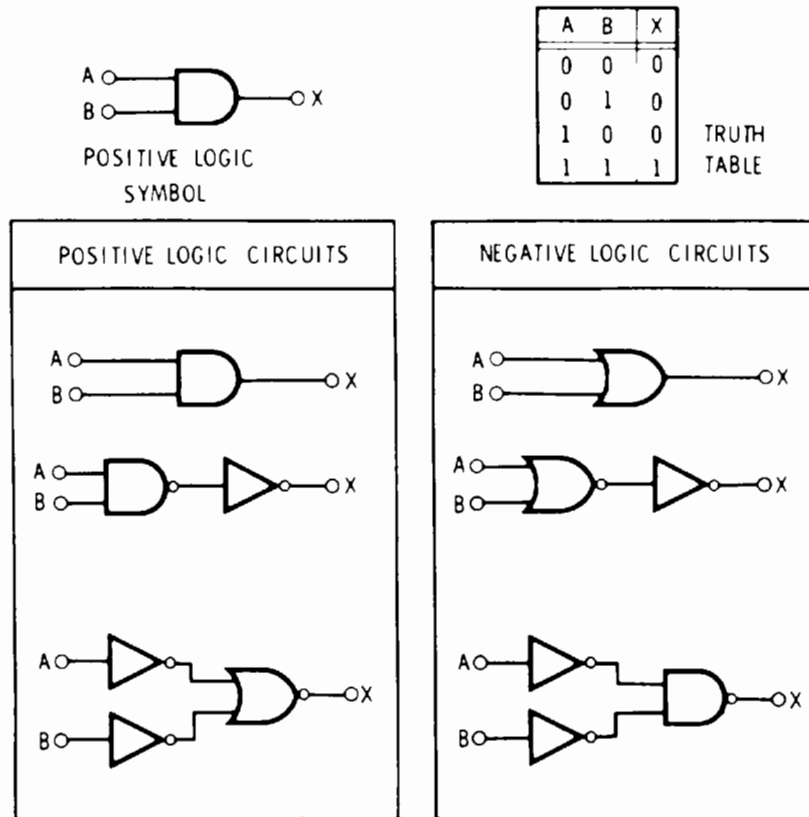 A
B
X
POSITIVE LOGIC
SYMBOL
A B X
0 0 0
0 1 0
1 0 0
1 1 1
TRUTH
TABLE
POSITIVE LOGIC CIRCUITS
A
B
X
A
B
X
A
B
X
NEGATIVE LOGIC CIRCUITS
A
B
X
A
B
X
A
B
X